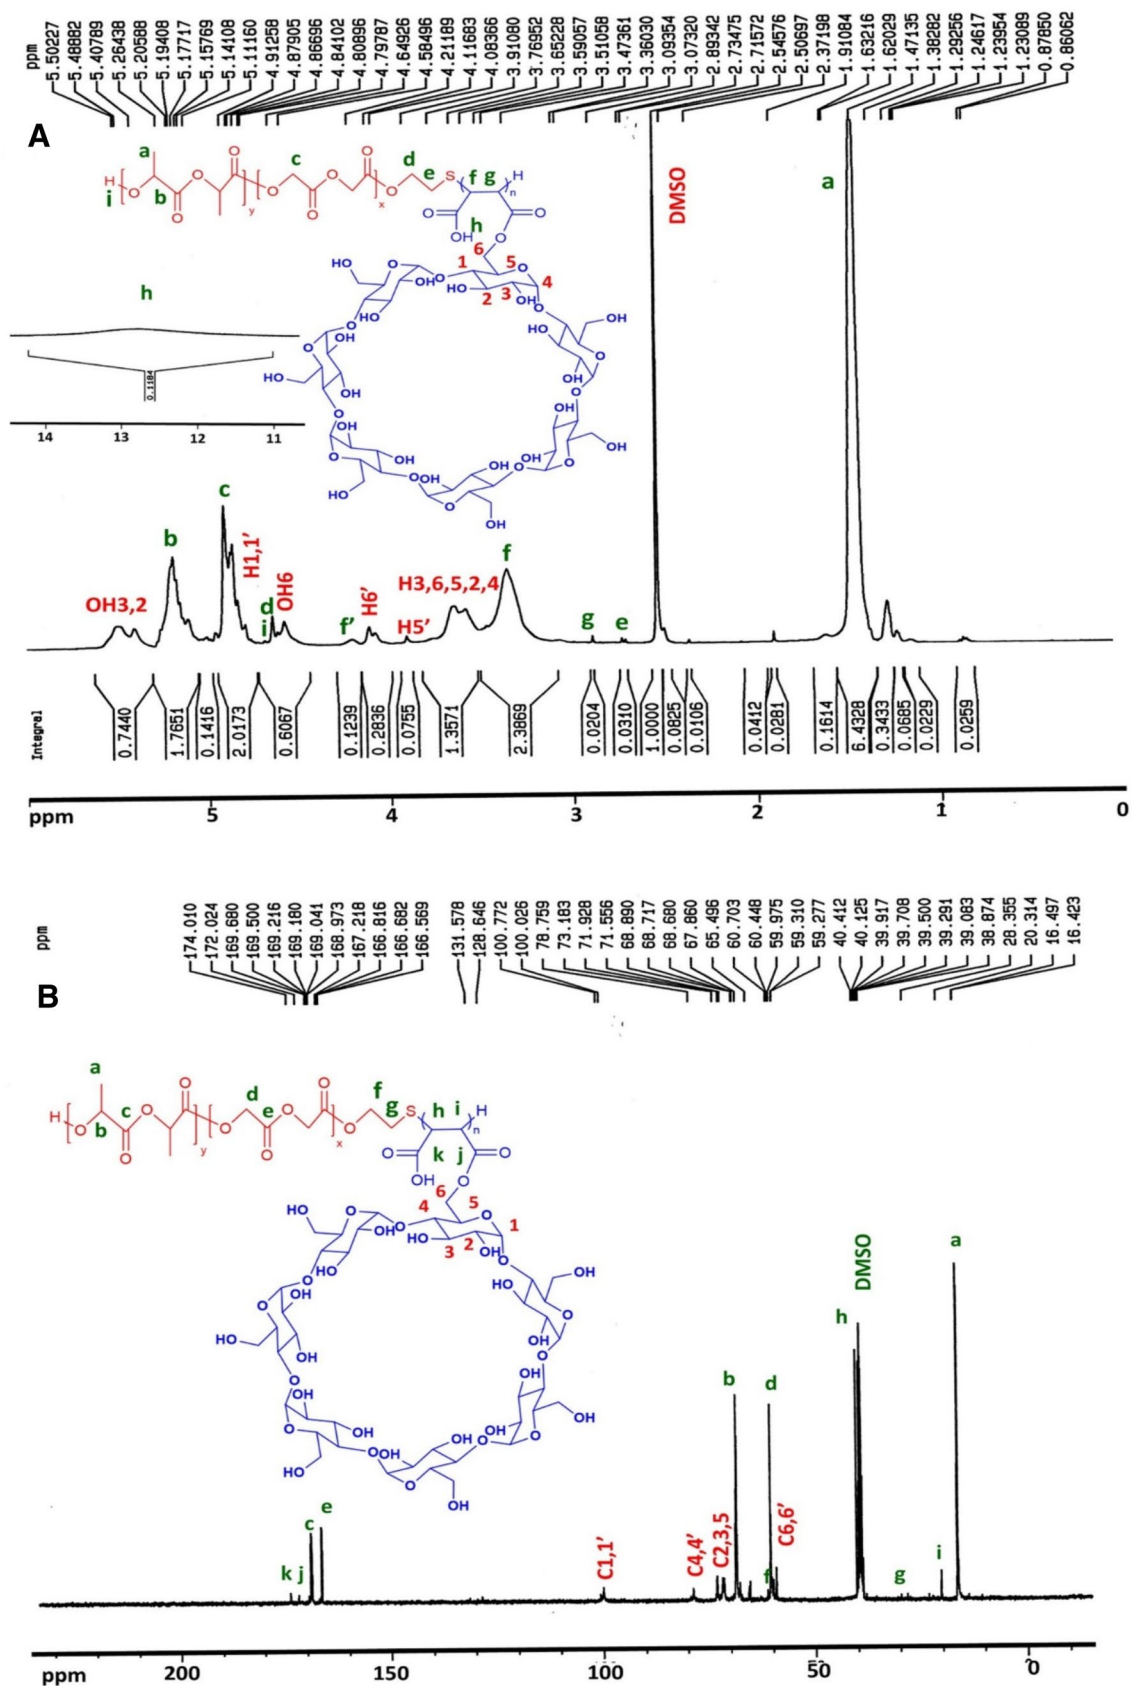 ppm
5.50227
5.48882
5.40789
5.26438
5.20588
5.19408
5.17717
5.15769
5.14108
5.11160
4.91258
4.87905
4.86696
4.84102
4.80896
4.79787
4.64926
4.58496
4.21189
4.11683
4.08366
3.91080
3.76952
3.65228
3.59057
3.51058
3.47361
3.36030
3.09354
3.07320
2.89342
2.73475
2.71572
2.54576
2.50697
2.37198
1.91084
1.63216
1.62029
1.47135
1.38282
1.29256
1.24617
1.23954
1.23089
0.87850
0.86062
A
a
c
d
e
S
f g
H
H
i
O
b
O
O
O
y
O
O
O
O
x
O
n
O
O
OH
h
O
6
1
5
4
2
3
HO
O
OH
HO
OH
OH
h
0.1184
14 13 12 11
DMSO
a
OH3,2
b
c
H1,1'
d
i
OH6
f'
H6'
H5'
H3,6,5,2,4
f
g
e
Integral
0.7440
1.7651
0.1416
2.0173
0.6067
0.1239
0.2836
0.0755
1.3571
2.3869
0.0204
0.0310
1.0000
0.0825
0.0106
0.0412
0.0281
0.1614
6.4328
0.3433
0.0685
0.0229
0.0259
ppm 5 4 3 2 1 0
ppm
174.010
172.024
169.680
169.500
169.216
169.180
169.041
168.973
167.218
166.816
166.682
166.569
131.578
128.646
100.772
100.026
78.759
73.183
71.928
71.556
68.890
68.717
68.680
67.860
65.496
60.703
60.448
59.975
59.310
59.277
40.412
40.125
39.917
39.708
39.500
39.291
39.083
38.874
28.355
20.314
16.497
16.423
B
a
c
b
d
e
f
g
S
h i
H
H
O
y
x
n
k j
OH
6
4
5
1
3
2
HO
O
OH
k j
c
e
C1,1'
C4,4'
C2,3,5
b
d
f
C6,6'
h
DMSO
g
i
a
ppm 200 150 100 50 0